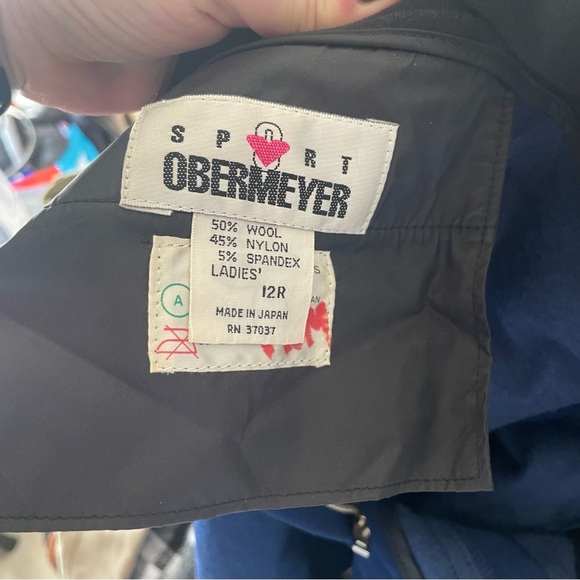 SPORT
OBERMEYER
50% WOOL
45% NYLON
5% SPANDEX
LADIES'
12R
MADE IN JAPAN
RN 37037
A